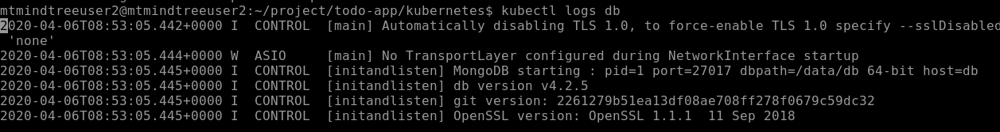 mtmindtreeuser2@mtmindtreeuser2:~/project/todo-app/kubernetes$ kubectl logs db
2020-04-06T08:53:05.442+0000 I  CONTROL  [main] Automatically disabling TLS 1.0, to force-enable TLS 1.0 specify --sslDisabled
 'none'
2020-04-06T08:53:05.444+0000 W  ASIO     [main] No TransportLayer configured during NetworkInterface startup
2020-04-06T08:53:05.445+0000 I  CONTROL  [initandlisten] MongoDB starting : pid=1 port=27017 dbpath=/data/db 64-bit host=db
2020-04-06T08:53:05.445+0000 I  CONTROL  [initandlisten] db version v4.2.5
2020-04-06T08:53:05.445+0000 I  CONTROL  [initandlisten] git version: 2261279b51ea13df08ae708ff278f0679c59dc32
2020-04-06T08:53:05.445+0000 I  CONTROL  [initandlisten] OpenSSL version: OpenSSL 1.1.1  11 Sep 2018